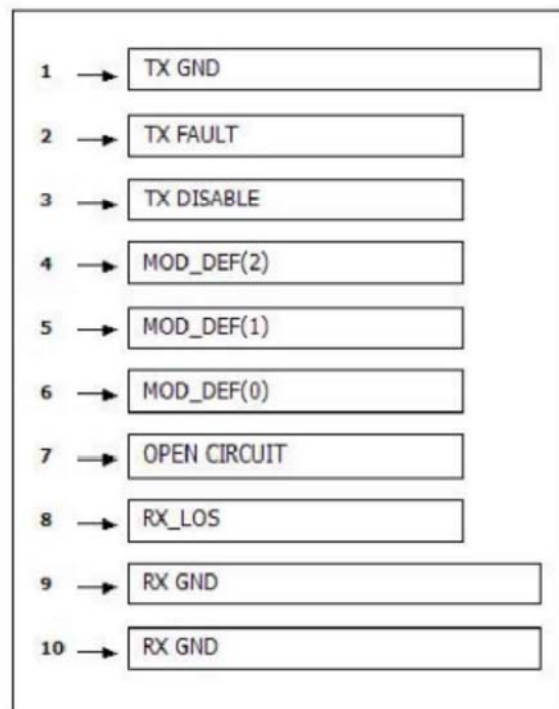 1 TX GND
2 TX FAULT
3 TX DISABLE
4 MOD_DEF(2)
5 MOD_DEF(1)
6 MOD_DEF(0)
7 OPEN CIRCUIT
8 RX_LOS
9 RX GND
10 RX GND